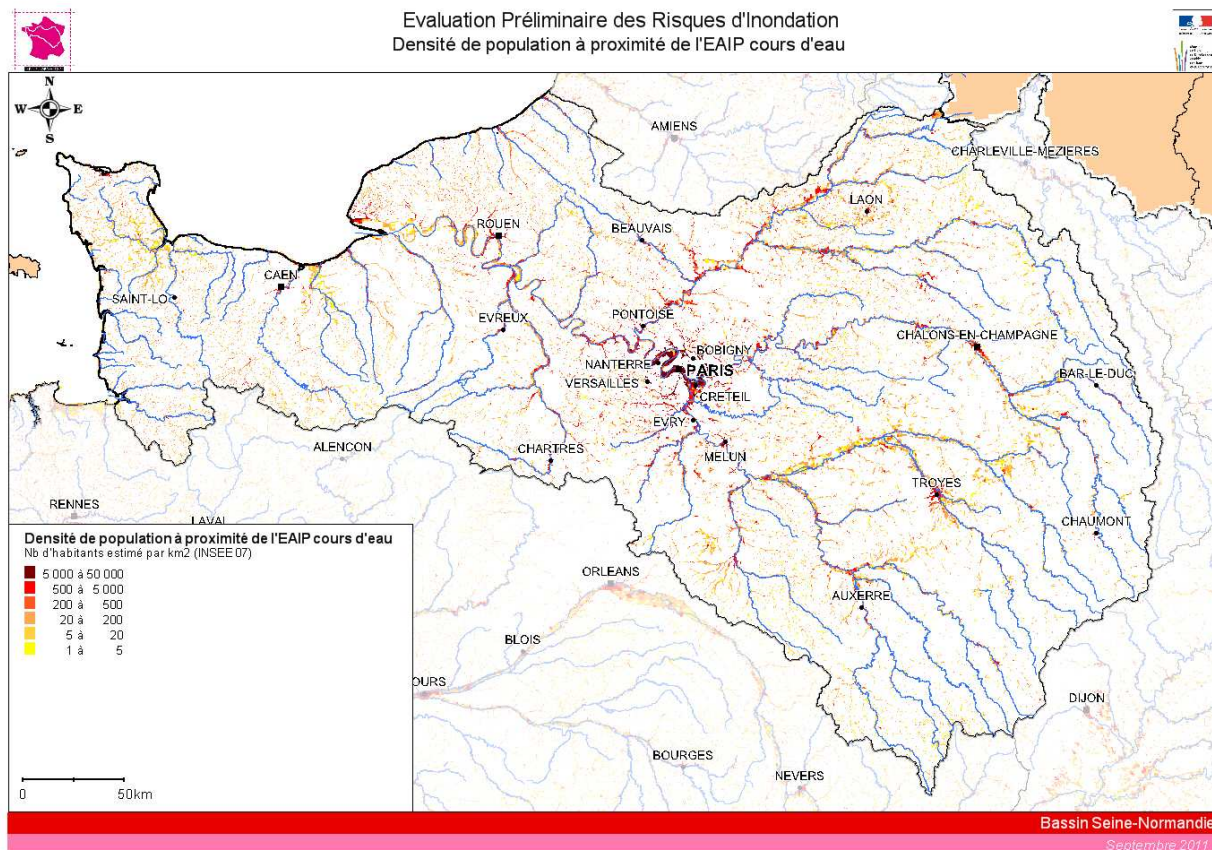 Evaluation Préliminaire des Risques d'Inondation
Densité de population à proximité de l'EAIP cours d'eau
N
W E
S
AMIENS
CHARLEVILLE-MEZIERES
LAON
ROUEN
BEAUVAIS
CAEN
SAINT-LO
EVREUX
PONTOISE
CHALONS-EN-CHAMPAGNE
BOBIGNY
NANTERRE
PARIS
BAR-LE-DUC
VERSAILLES
CRETEIL
EVRY
MELUN
ALENCON
CHARTRES
TROYES
RENNES
LAVAL
CHAUMONT
Densité de population à proximité de l'EAIP cours d'eau
Nb d'habitants estimé par km2 (INSEE 07)
5 000 à 50 000
500 à 5 000
200 à 500
20 à 200
5 à 20
1 à 5
ORLEANS
AUXERRE
BLOIS
OURS
DIJON
BOURGES
NEVERS
0 50km
Bassin Seine-Normandie
Septembre 2011